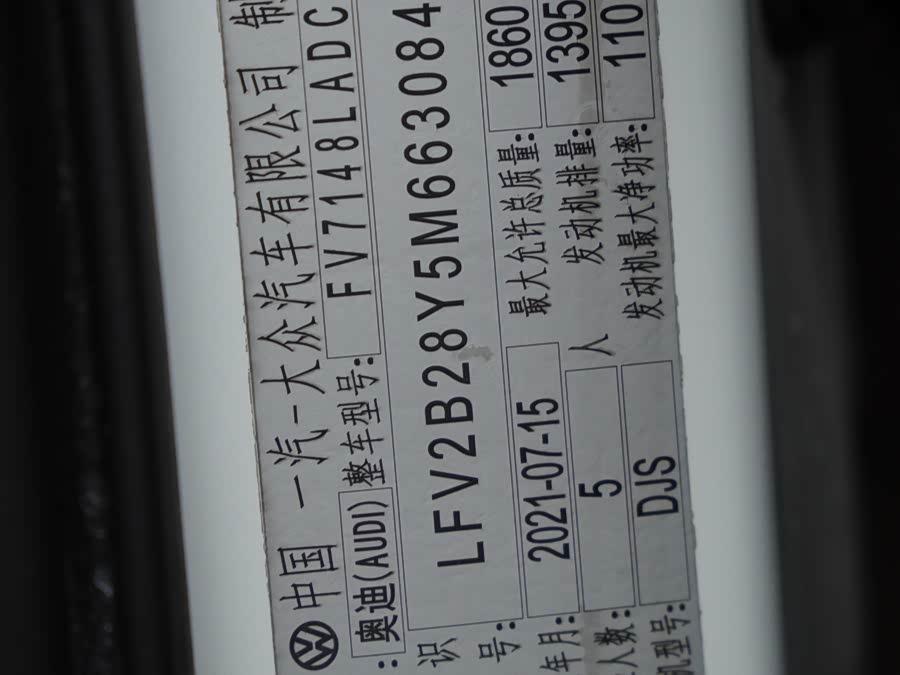 中国 一汽-大众汽车有限公司 制
: 奥迪(AUDI) 整车型号: FV7148LADC
识
号: LFV2B28Y5M663084
年月: 2021-07-15 最大允许总质量: 1860
人数: 5 人 发动机排量: 1395
机型号: DJS 发动机最大净功率: 110